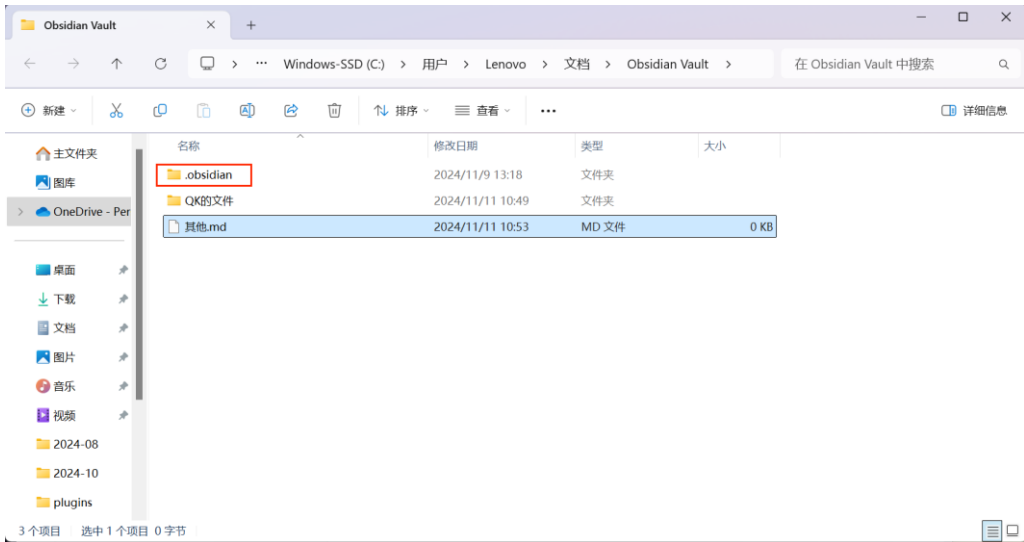 Obsidian Vault
Windows-SSD (C:) > 用户 > Lenovo > 文档 > Obsidian Vault >
在 Obsidian Vault 中搜索
新建
排序
查看
详细信息
主文件夹
图库
OneDrive - Per
桌面
下载
文档
图片
音乐
视频
2024-08
2024-10
plugins
名称 修改日期 类型 大小
.obsidian 2024/11/9 13:18 文件夹
QK的文件 2024/11/11 10:49 文件夹
其他.md 2024/11/11 10:53 MD 文件 0 KB
3 个项目 选中 1 个项目 0 字节